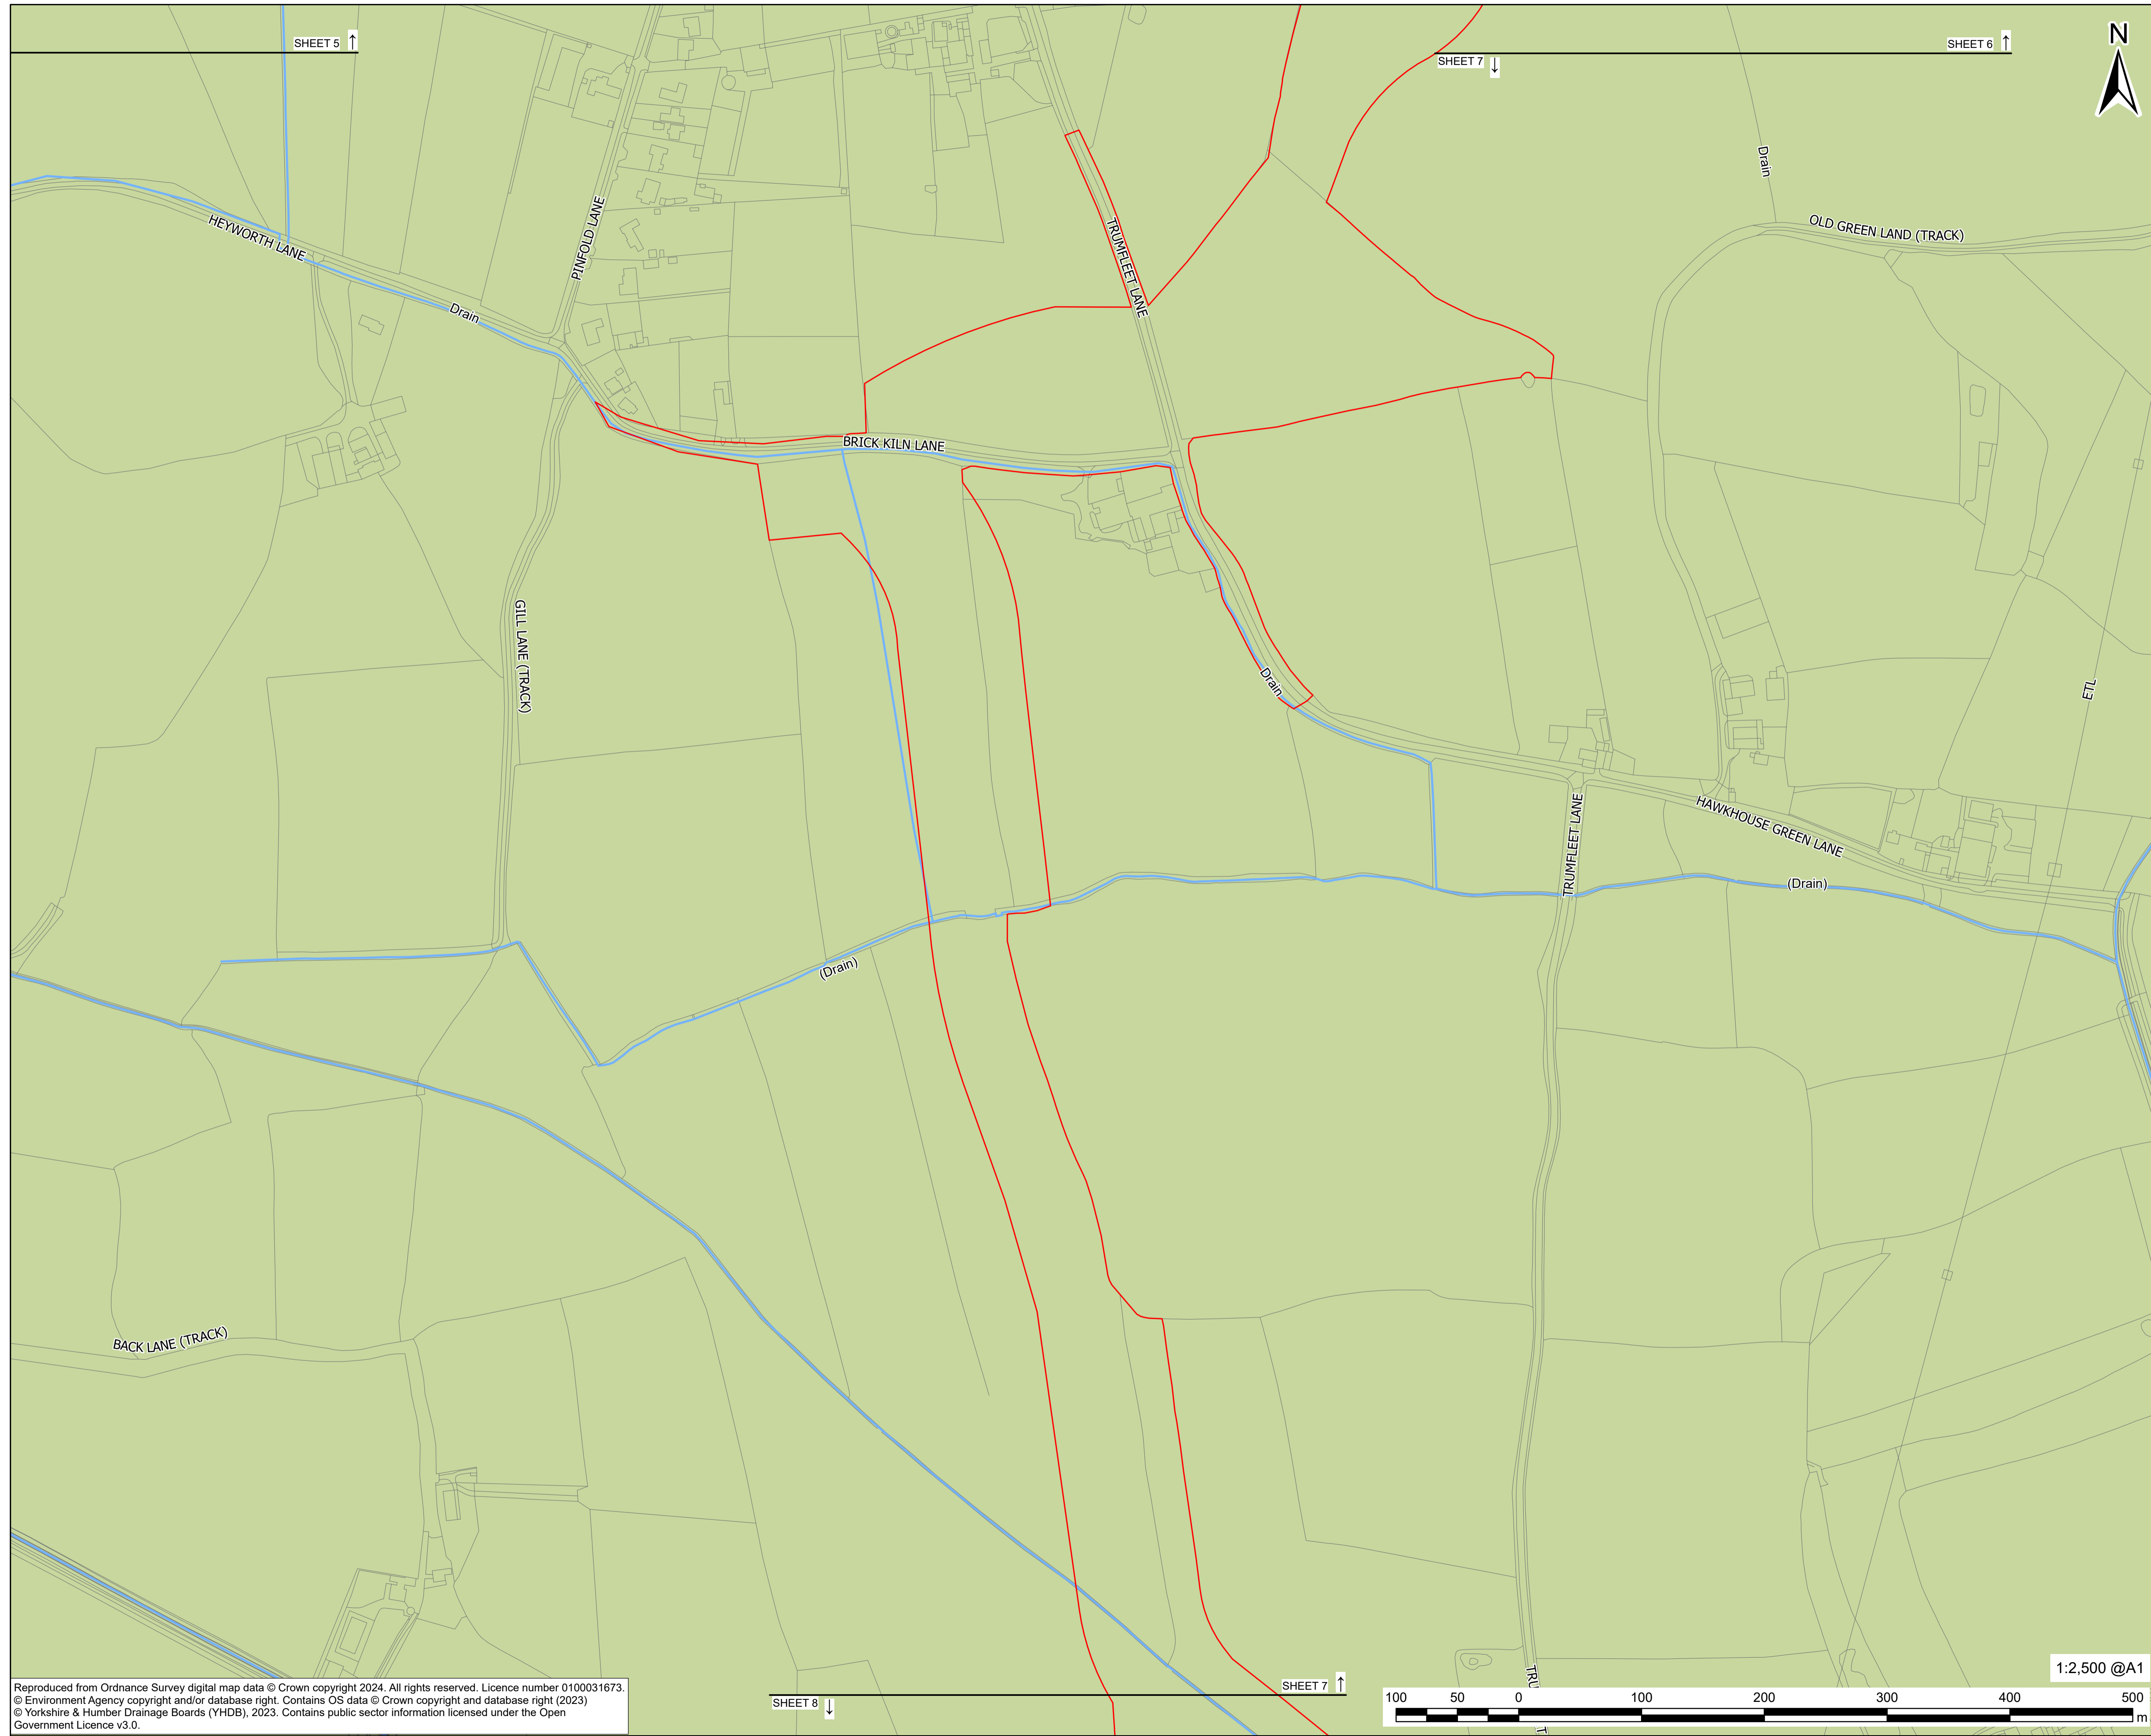 SHEET 5 ↑
SHEET 6 ↑
SHEET 7 ↓
N
Drain
HEYWORTH LANE
PINFOLD LANE
TRUMFLEET LANE
OLD GREEN LAND (TRACK)
Drain
BRICK KILN LANE
GILL LANE (TRACK)
Drain
ETL
TRUMFLEET LANE
HAWKHOUSE GREEN LANE
(Drain)
(Drain)
BACK LANE (TRACK)
TRU
T
1:2,500 @A1
SHEET 7 ↑
SHEET 8 ↓
100 50 0 100 200 300 400 500
m
Reproduced from Ordnance Survey digital map data © Crown copyright 2024. All rights reserved. Licence number 0100031673.
© Environment Agency copyright and/or database right. Contains OS data © Crown copyright and database right (2023)
© Yorkshire & Humber Drainage Boards (YHDB), 2023. Contains public sector information licensed under the Open
Government Licence v3.0.